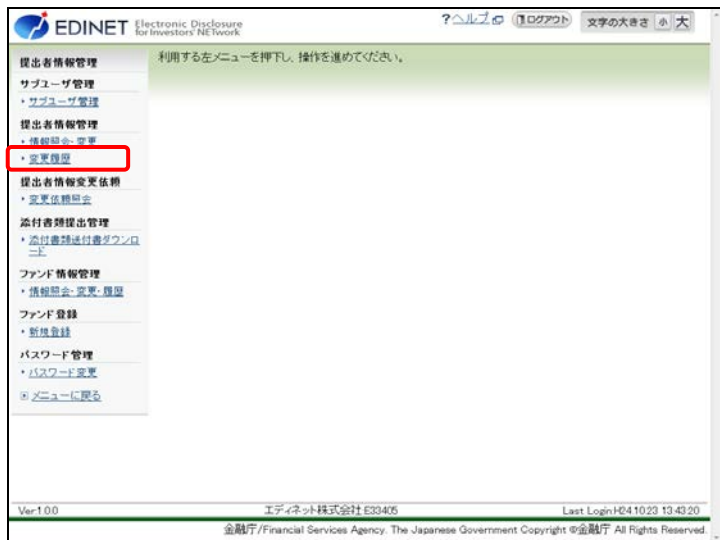 EDINET Electronic Disclosure for Investors' NETwork
?ヘルプ ログアウト 文字の大きさ 小 大
提出者情報管理
利用する左メニューを押下し、操作を進めてください。
サブユーザ管理
サブユーザ管理
提出者情報管理
情報照会・変更
変更履歴
提出者情報変更依頼
変更依頼照会
添付書類提出管理
添付書類送付書ダウンロ
ード
ファンド情報管理
情報照会・変更・履歴
ファンド登録
新規登録
パスワード管理
パスワード変更
メニューに戻る
Ver.1.0.0 エディネット株式会社 E33405 Last Login:H24.10.23 13:43:20
金融庁/Financial Services Agency. The Japanese Government Copyright ©金融庁 All Rights Reserved.